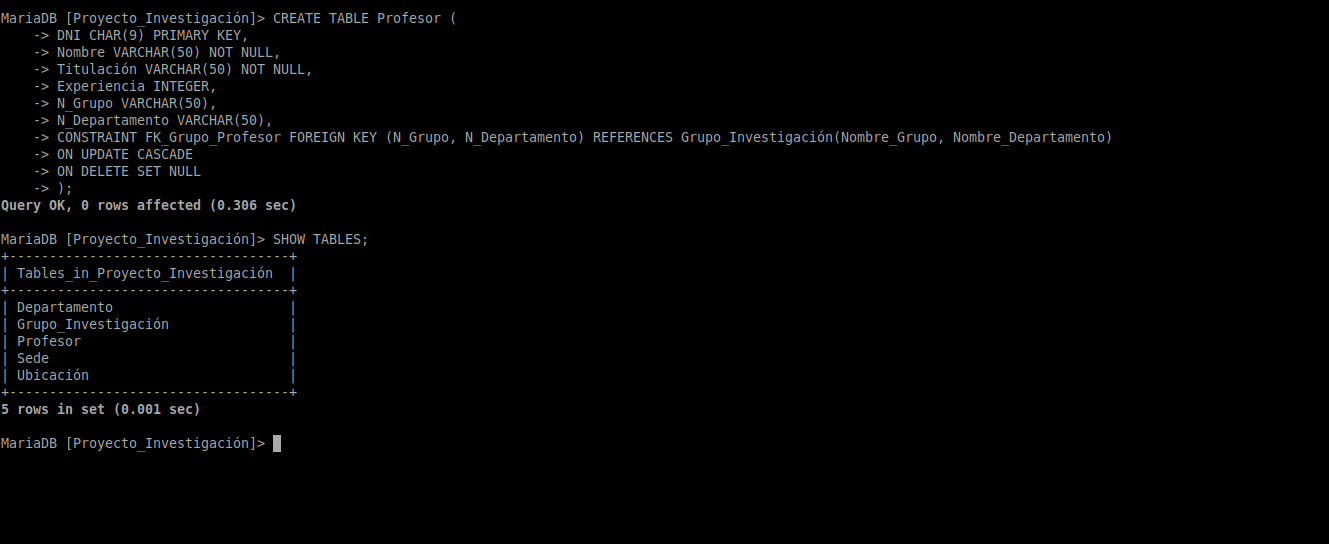 MariaDB [Proyecto_Investigación]> CREATE TABLE Profesor (
    -> DNI CHAR(9) PRIMARY KEY,
    -> Nombre VARCHAR(50) NOT NULL,
    -> Titulación VARCHAR(50) NOT NULL,
    -> Experiencia INTEGER,
    -> N_Grupo VARCHAR(50),
    -> N_Departamento VARCHAR(50),
    -> CONSTRAINT FK_Grupo_Profesor FOREIGN KEY (N_Grupo, N_Departamento) REFERENCES Grupo_Investigación(Nombre_Grupo, Nombre_Departamento)
    -> ON UPDATE CASCADE
    -> ON DELETE SET NULL
    -> );
Query OK, 0 rows affected (0.306 sec)

MariaDB [Proyecto_Investigación]> SHOW TABLES;
+-----------------------------------+
| Tables_in_Proyecto_Investigación  |
+-----------------------------------+
| Departamento                      |
| Grupo_Investigación               |
| Profesor                          |
| Sede                              |
| Ubicación                         |
+-----------------------------------+
5 rows in set (0.001 sec)

MariaDB [Proyecto_Investigación]>